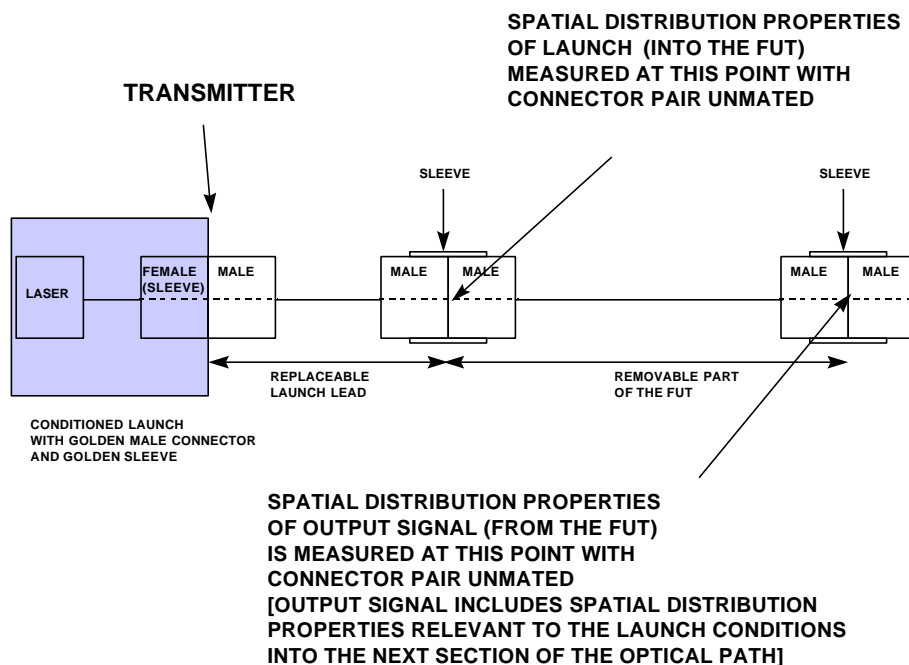 SPATIAL DISTRIBUTION PROPERTIES
OF LAUNCH (INTO THE FUT)
MEASURED AT THIS POINT WITH
CONNECTOR PAIR UNMATED
TRANSMITTER
SLEEVE
SLEEVE
LASER
FEMALE
(SLEEVE)
MALE
MALE
MALE
MALE
MALE
REPLACEABLE
LAUNCH LEAD
REMOVABLE PART
OF THE FUT
CONDITIONED LAUNCH
WITH GOLDEN MALE CONNECTOR
AND GOLDEN SLEEVE
SPATIAL DISTRIBUTION PROPERTIES
OF OUTPUT SIGNAL (FROM THE FUT)
IS MEASURED AT THIS POINT WITH
CONNECTOR PAIR UNMATED
[OUTPUT SIGNAL INCLUDES SPATIAL DISTRIBUTION
PROPERTIES RELEVANT TO THE LAUNCH CONDITIONS
INTO THE NEXT SECTION OF THE OPTICAL PATH]